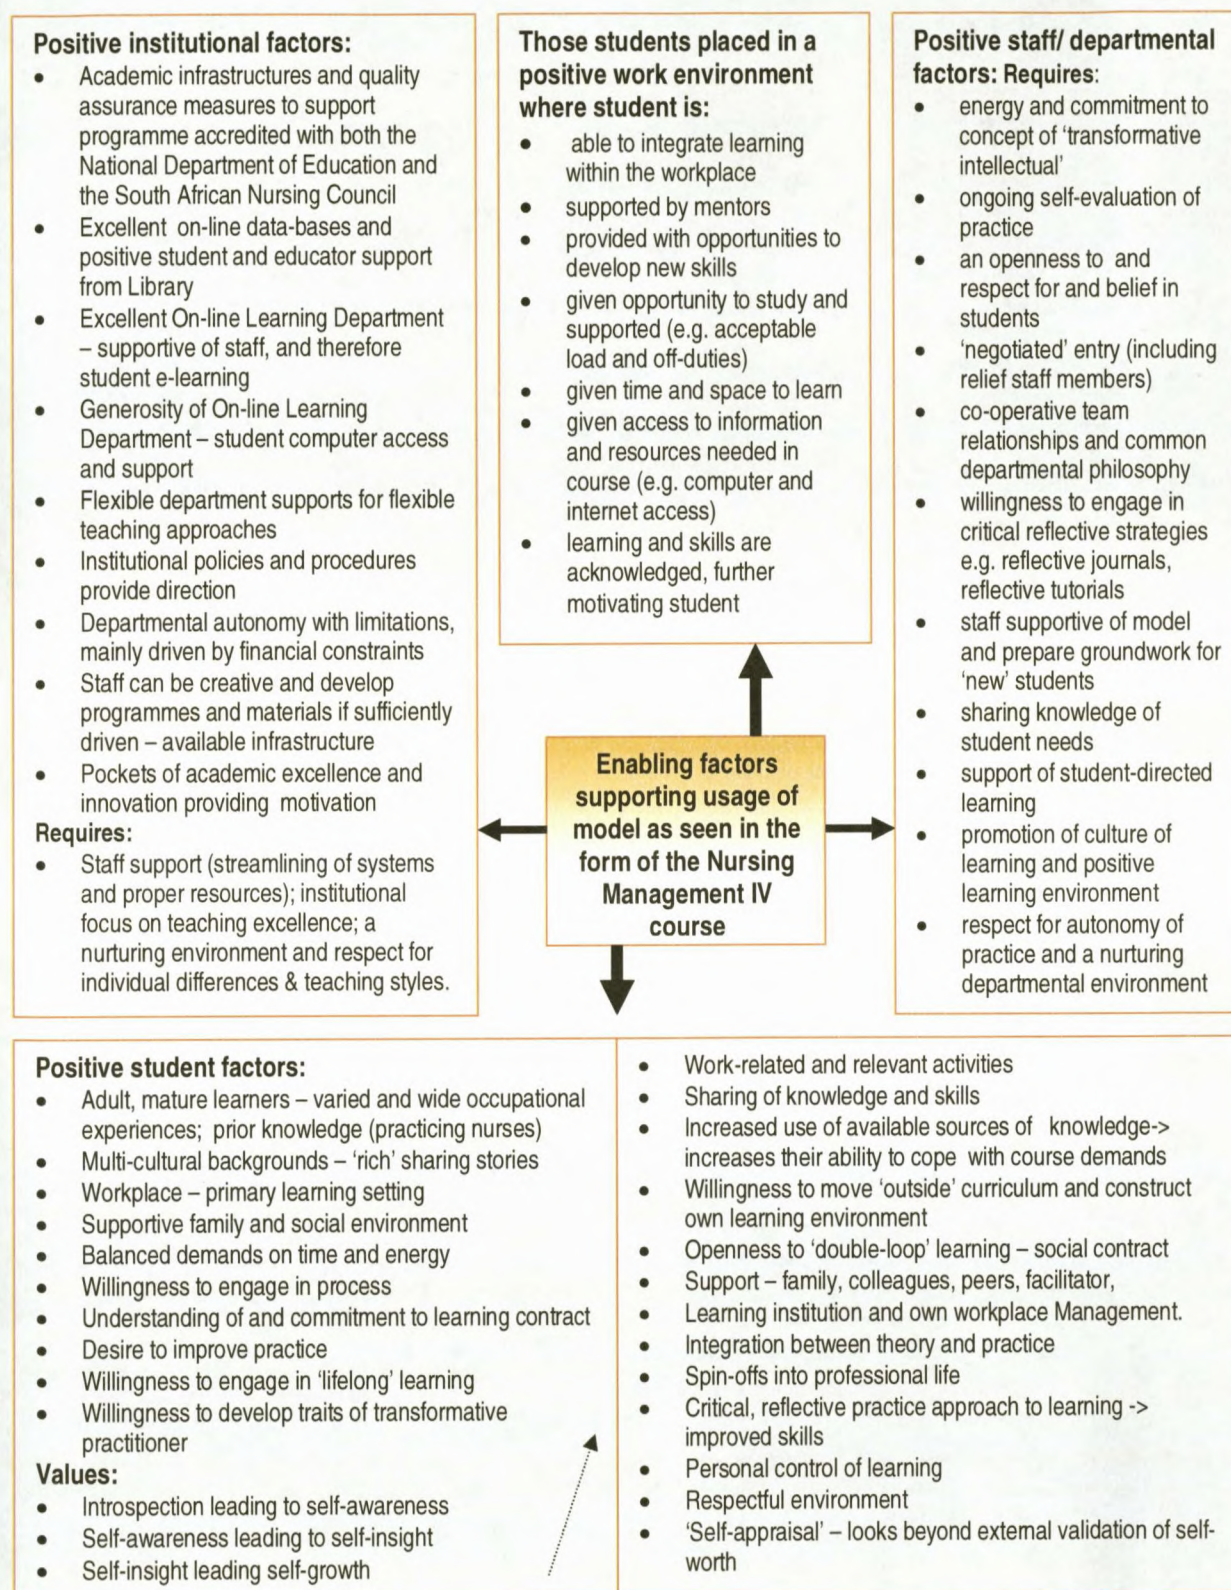 Positive institutional factors:
• Academic infrastructures and quality
assurance measures to support
programme accredited with both the
National Department of Education and
the South African Nursing Council
• Excellent on-line data-bases and
positive student and educator support
from Library
• Excellent On-line Learning Department
– supportive of staff, and therefore
student e-learning
• Generosity of On-line Learning
Department – student computer access
and support
• Flexible department supports for flexible
teaching approaches
• Institutional policies and procedures
provide direction
• Departmental autonomy with limitations,
mainly driven by financial constraints
• Staff can be creative and develop
programmes and materials if sufficiently
driven – available infrastructure
• Pockets of academic excellence and
innovation providing motivation
Requires:
• Staff support (streamlining of systems
and proper resources); institutional
focus on teaching excellence; a
nurturing environment and respect for
individual differences & teaching styles.
Those students placed in a
positive work environment
where student is:
• able to integrate learning
within the workplace
• supported by mentors
• provided with opportunities to
develop new skills
• given opportunity to study and
supported (e.g. acceptable
load and off-duties)
• given time and space to learn
• given access to information
and resources needed in
course (e.g. computer and
internet access)
• learning and skills are
acknowledged, further
motivating student
Positive staff/ departmental
factors: Requires:
• energy and commitment to
concept of ‘transformative
intellectual’
• ongoing self-evaluation of
practice
• an openness to and
respect for and belief in
students
• ‘negotiated’ entry (including
relief staff members)
• co-operative team
relationships and common
departmental philosophy
• willingness to engage in
critical reflective strategies
e.g. reflective journals,
reflective tutorials
• staff supportive of model
and prepare groundwork for
‘new’ students
• sharing knowledge of
student needs
• support of student-directed
learning
• promotion of culture of
learning and positive
learning environment
• respect for autonomy of
practice and a nurturing
departmental environment
Enabling factors
supporting usage of
model as seen in the
form of the Nursing
Management IV
course
Positive student factors:
• Adult, mature learners – varied and wide occupational
experiences; prior knowledge (practicing nurses)
• Multi-cultural backgrounds – ‘rich’ sharing stories
• Workplace – primary learning setting
• Supportive family and social environment
• Balanced demands on time and energy
• Willingness to engage in process
• Understanding of and commitment to learning contract
• Desire to improve practice
• Willingness to engage in ‘lifelong’ learning
• Willingness to develop traits of transformative
practitioner
Values:
• Introspection leading to self-awareness
• Self-awareness leading to self-insight
• Self-insight leading self-growth
• Work-related and relevant activities
• Sharing of knowledge and skills
• Increased use of available sources of knowledge->
increases their ability to cope with course demands
• Willingness to move ‘outside’ curriculum and construct
own learning environment
• Openness to ‘double-loop’ learning – social contract
• Support – family, colleagues, peers, facilitator,
• Learning institution and own workplace Management.
• Integration between theory and practice
• Spin-offs into professional life
• Critical, reflective practice approach to learning ->
improved skills
• Personal control of learning
• Respectful environment
• ‘Self-appraisal’ – looks beyond external validation of self-
worth